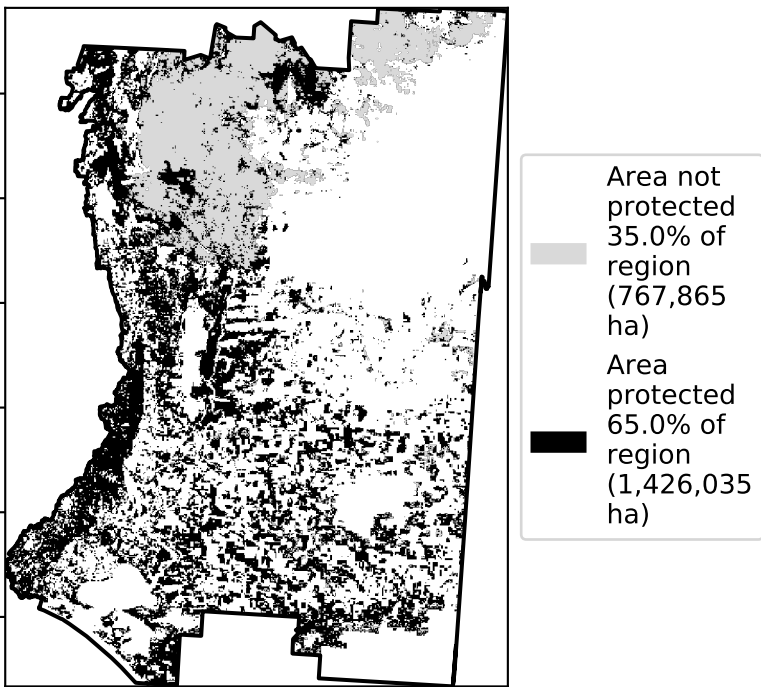 Area not
protected
35.0% of
region
(767,865
ha)
Area
protected
65.0% of
region
(1,426,035
ha)